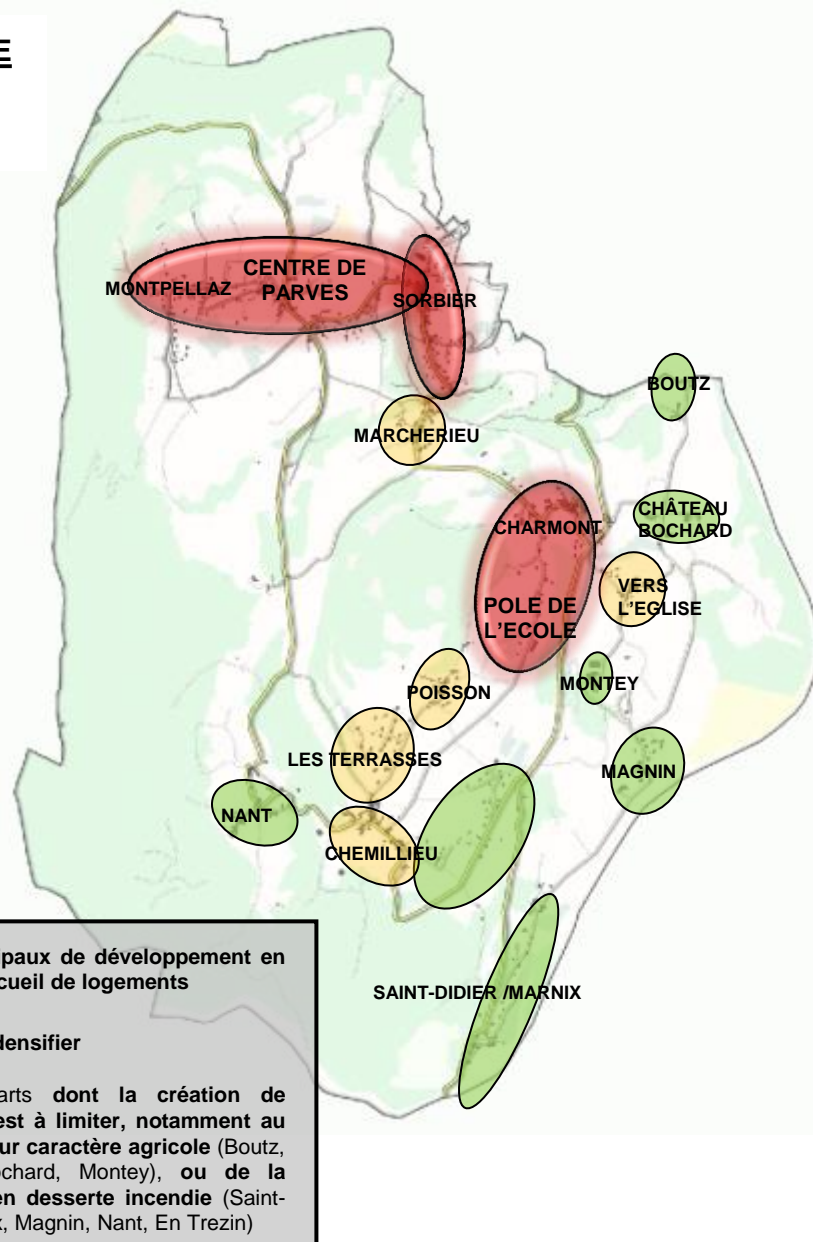 E
CENTRE DE
PARVES
MONTPELLAZ
SORBIER
BOUTZ
MARCHERIEU
CHÂTEAU
BOCHARD
CHARMONT
VERS
L'EGLISE
POLE DE
L'ECOLE
MONTEY
POISSON
LES TERRASSES
MAGNIN
NANT
CHEMILLIEU
SAINT-DIDIER /MARNIX
ipaux de développement en
cueil de logements
densifier
arts dont la création de
est à limiter, notamment au
ur caractère agricole (Boutz,
ochard, Montey), ou de la
en desserte incendie (Saint-
x, Magnin, Nant, En Trezin)